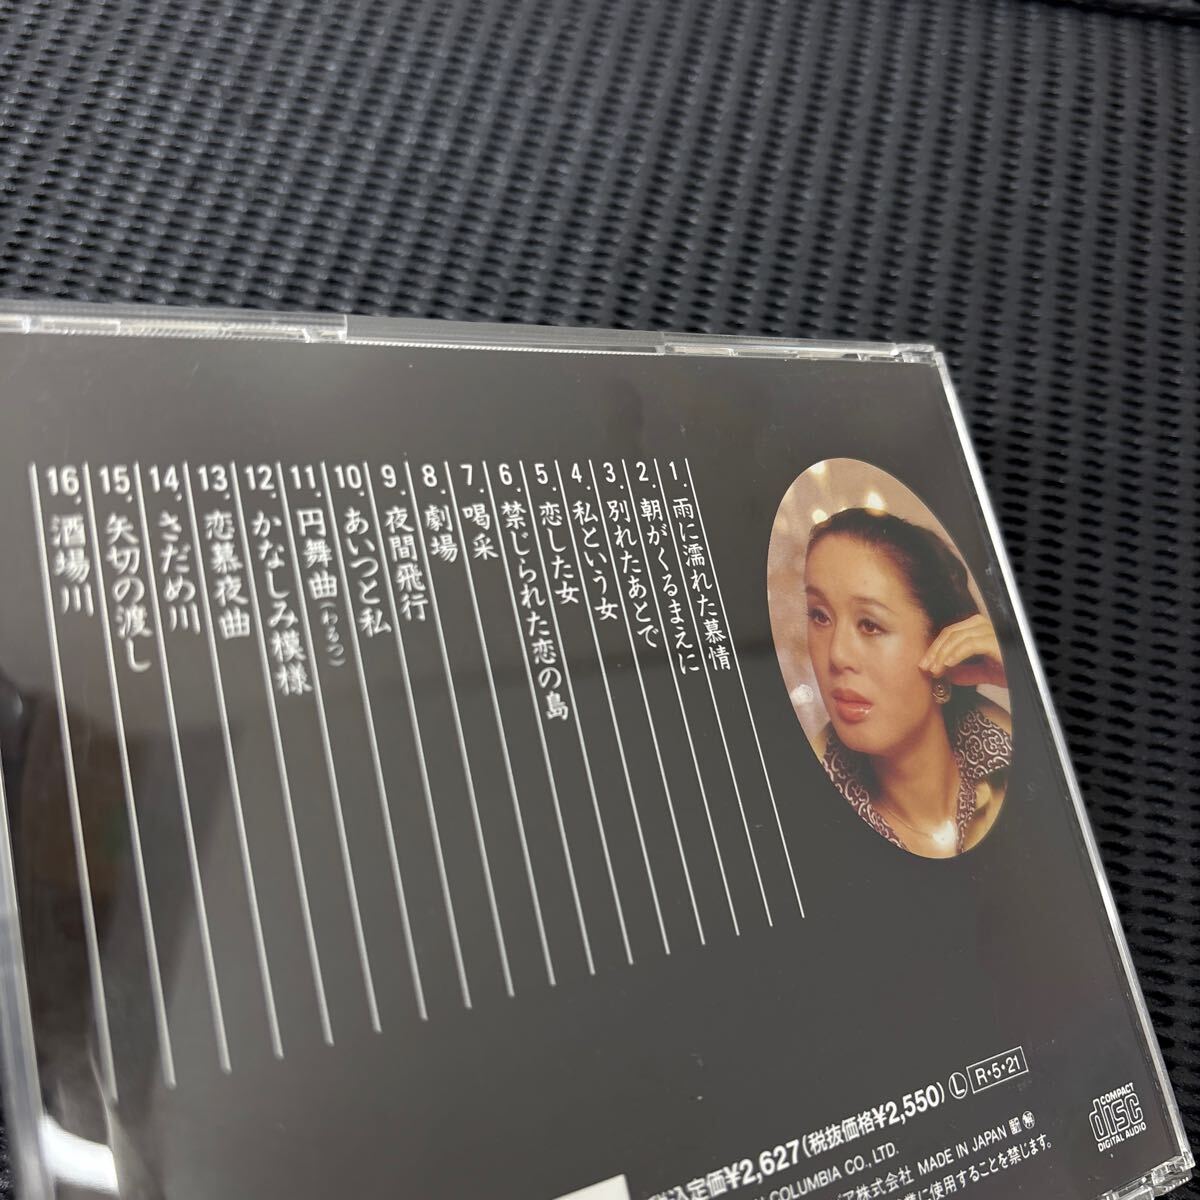 1. 雨に濡れた慕情
2. 朝がくるまえに
3. 別れたあとで
4. 私という女
5. 恋した女
6. 禁じられた恋の島
7. 喝采
8. 劇場
9. 夜間飛行
10. あいつと私
11. 円舞曲(わるつ)
12. かなしみ模様
13. 恋慕夜曲
14. さだめ川
15. 矢切の渡し
16. 酒場川
税込定価¥2,627(税抜価格¥2,550) Ⓛ R・5・21
COLUMBIA CO., LTD.
ア株式会社 MADE IN JAPAN
に使用することを禁じます。
COMPACT
disc
DIGITAL AUDIO